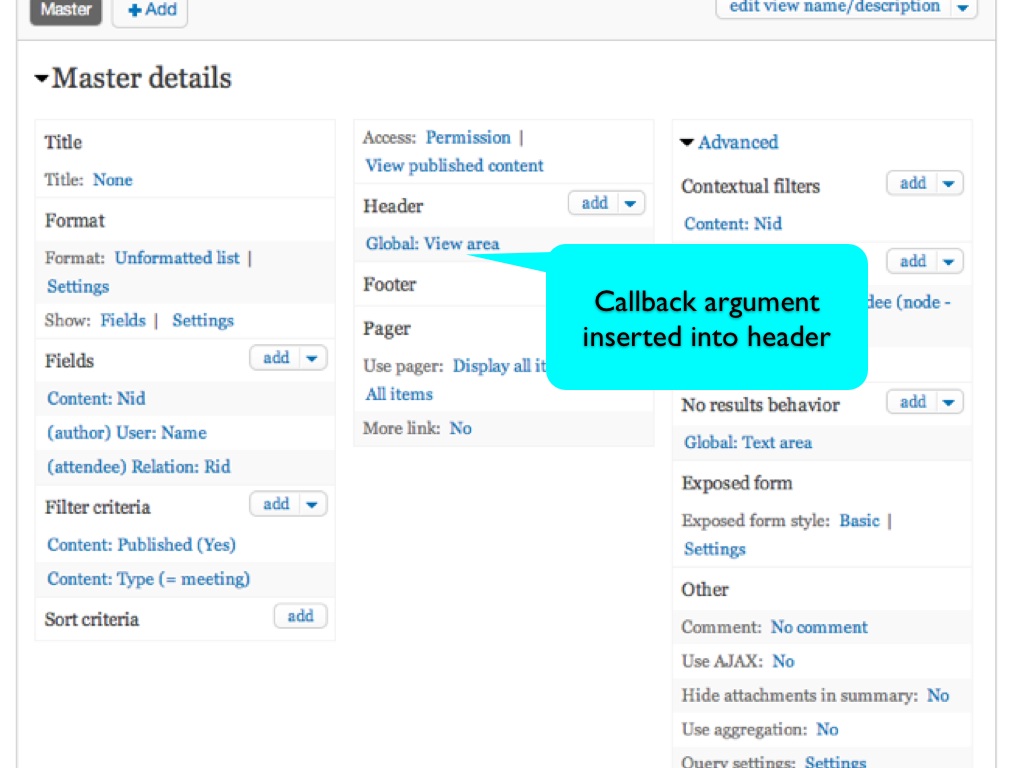 Master
+ Add
edit view name/description
Master details
Title
Title: None
Format
Format: Unformatted list |
Settings
Show: Fields | Settings
Fields
add
Content: Nid
(author) User: Name
(attendee) Relation: Rid
Filter criteria
add
Content: Published (Yes)
Content: Type (= meeting)
Sort criteria
add
Access: Permission |
View published content
Header
add
Global: View area
Footer
Pager
Use pager: Display all
All items
More link: No
Callback argument
inserted into header
Advanced
Contextual filters
add
Content: Nid
add
(node -
No results behavior
add
Global: Text area
Exposed form
Exposed form style: Basic |
Settings
Other
Comment: No comment
Use AJAX: No
Hide attachments in summary: No
Use aggregation: No
Query settings: Settings